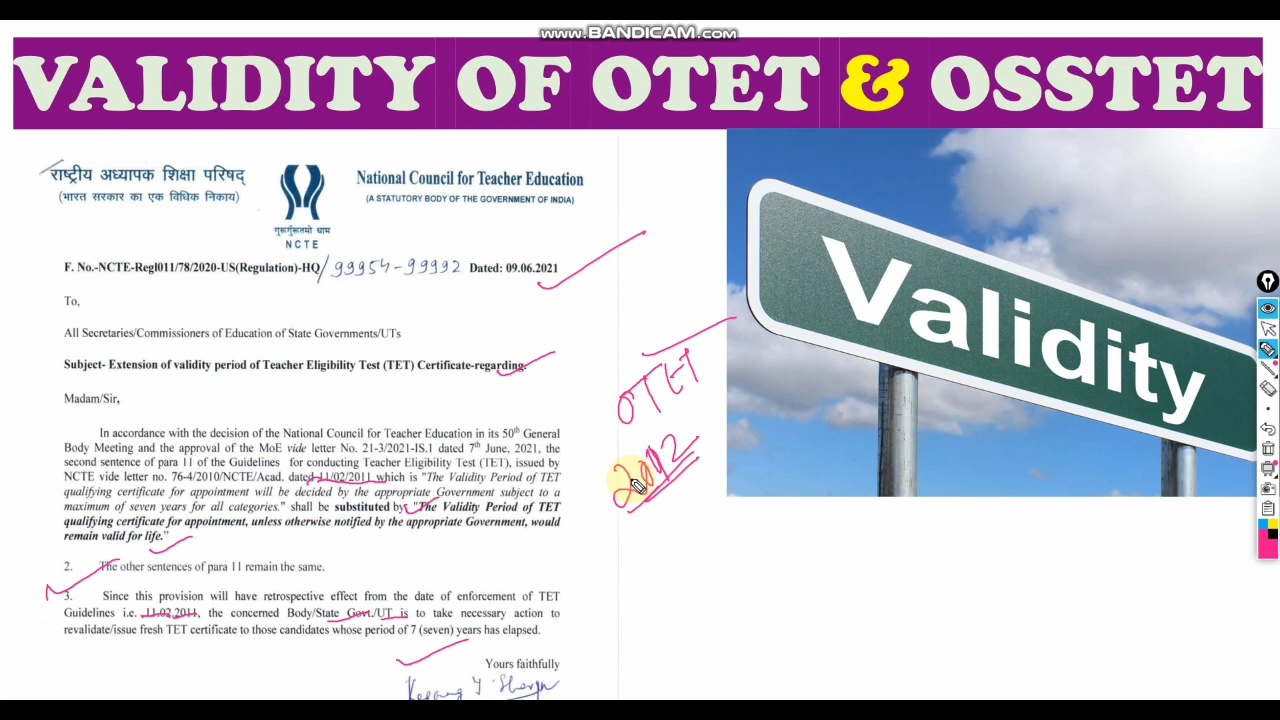 www.BANDICAM.com
VALIDITY OF OTET & OSSTET
राष्ट्रीय अध्यापक शिक्षा परिषद्
(भारत सरकार का एक विधिक निकाय)
गुरूर्गुरूतमो धाम
NCTE
National Council for Teacher Education
(A STATUTORY BODY OF THE GOVERNMENT OF INDIA)
F. No.-NCTE-Regl011/78/2020-US(Regulation)-HQ/99954-99992 Dated: 09.06.2021
To,
All Secretaries/Commissioners of Education of State Governments/UTs
Subject- Extension of validity period of Teacher Eligibility Test (TET) Certificate-regarding.
Madam/Sir,
In accordance with the decision of the National Council for Teacher Education in its 50th General
Body Meeting and the approval of the MoE vide letter No. 21-3/2021-IS.1 dated 7th June, 2021, the
second sentence of para 11 of the Guidelines for conducting Teacher Eligibility Test (TET), issued by
NCTE vide letter no. 76-4/2010/NCTE/Acad. dated 11/02/2011 which is "The Validity Period of TET
qualifying certificate for appointment will be decided by the appropriate Government subject to a
maximum of seven years for all categories." shall be substituted by "The Validity Period of TET
qualifying certificate for appointment, unless otherwise notified by the appropriate Government, would
remain valid for life."
2. The other sentences of para 11 remain the same.
3. Since this provision will have retrospective effect from the date of enforcement of TET
Guidelines i.e. 11.02.2011, the concerned Body/State Govt./UT is to take necessary action to
revalidate/issue fresh TET certificate to those candidates whose period of 7 (seven) years has elapsed.
Yours faithfully
OTET
Validity